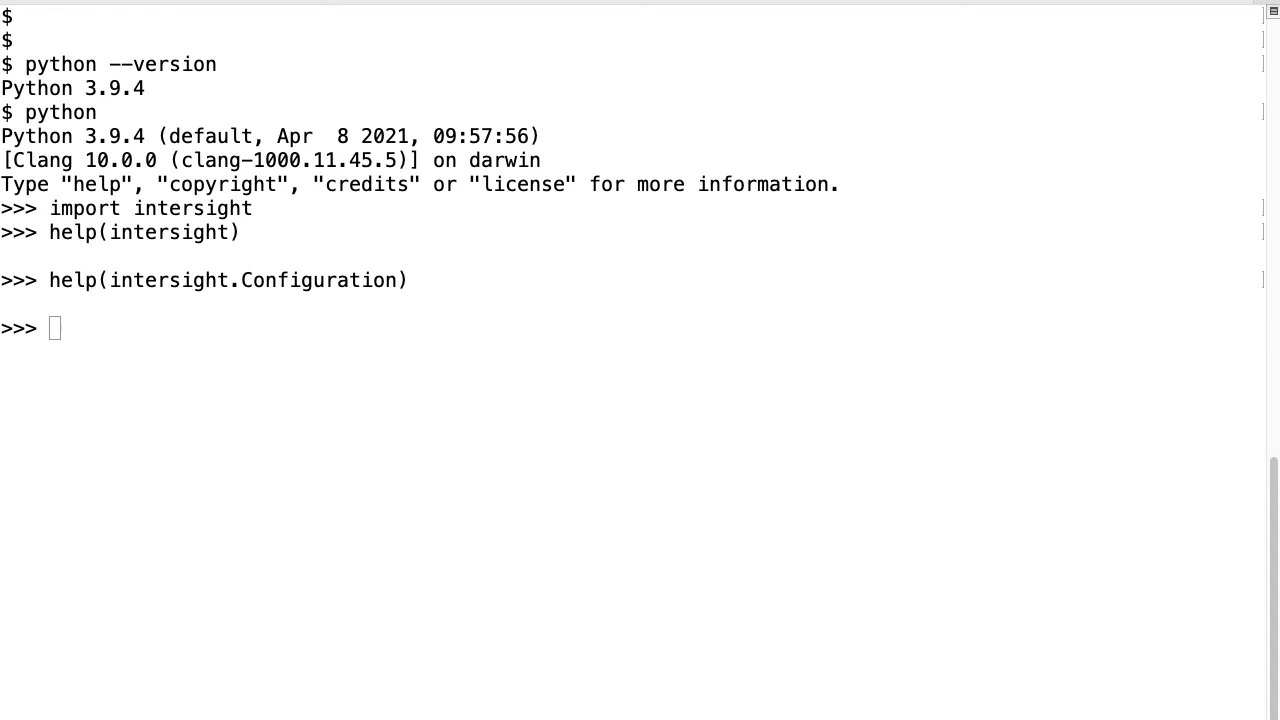 $
$
$ python --version
Python 3.9.4
$ python
Python 3.9.4 (default, Apr  8 2021, 09:57:56)
[Clang 10.0.0 (clang-1000.11.45.5)] on darwin
Type "help", "copyright", "credits" or "license" for more information.
>>> import intersight
>>> help(intersight)
>>> help(intersight.Configuration)
>>>